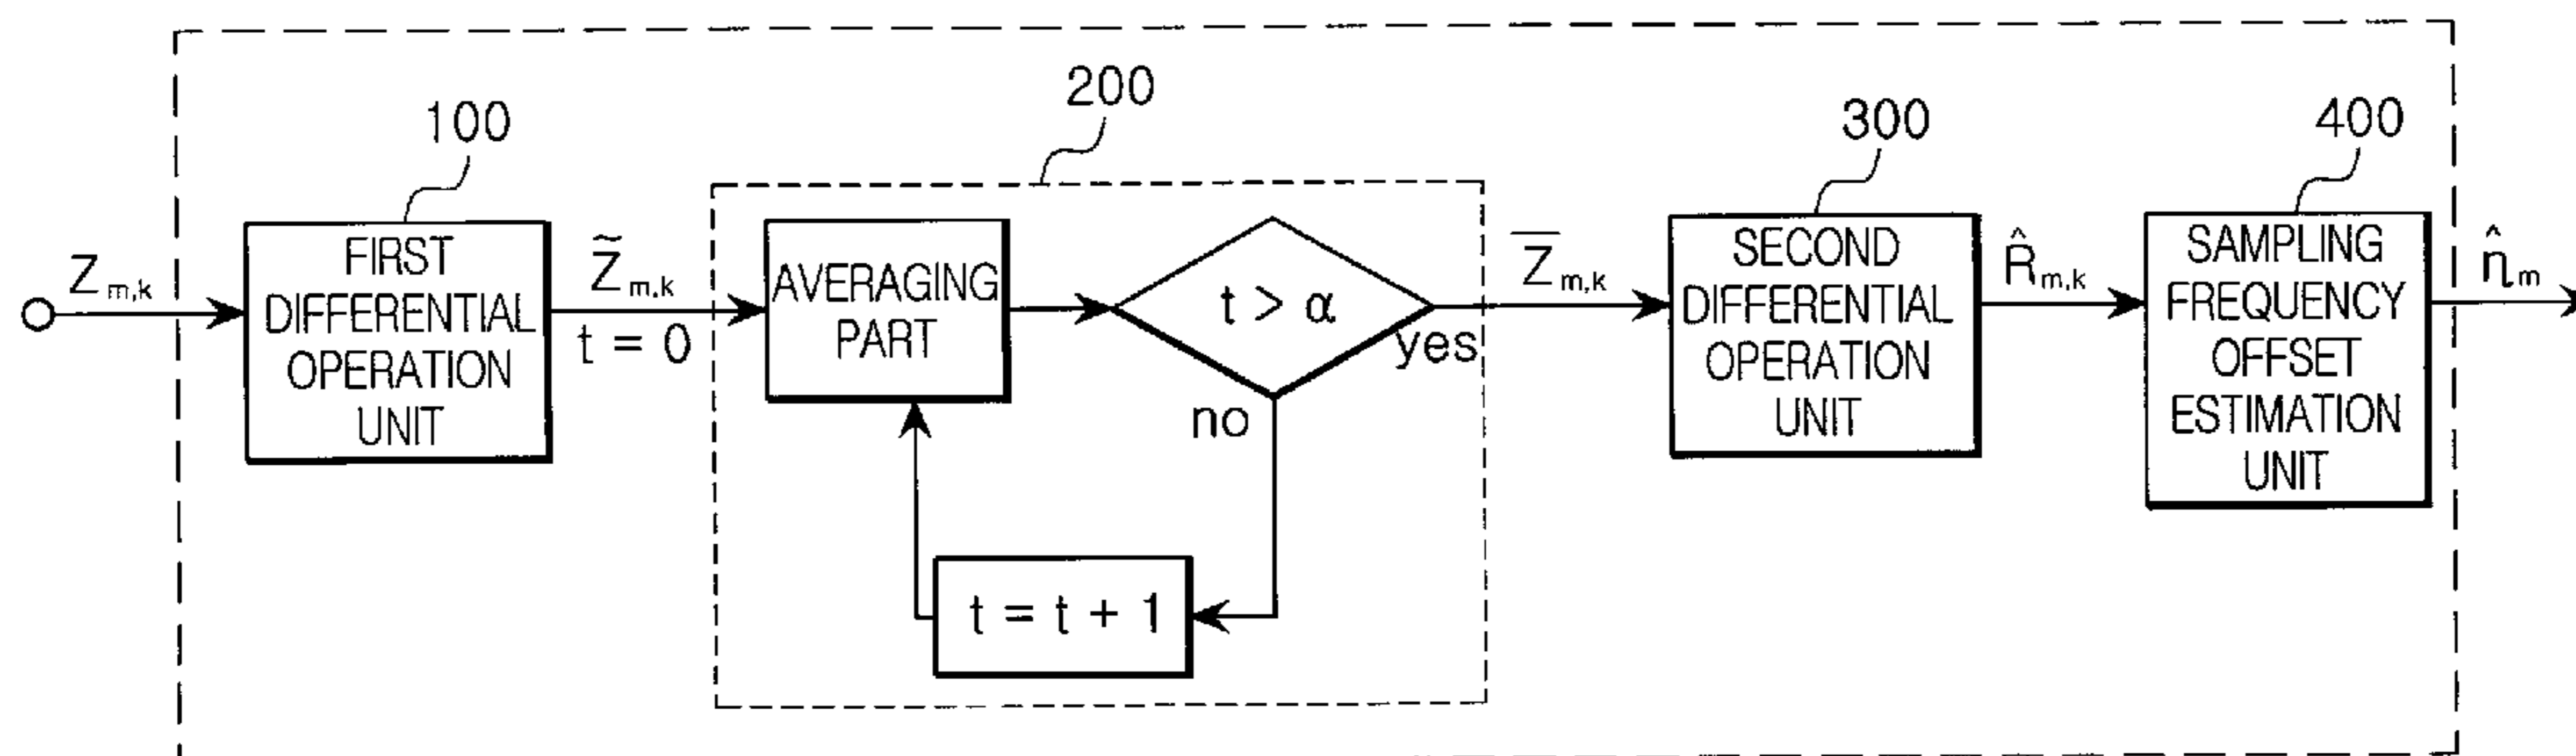 100
200
300
400
Z m,k
FIRST
DIFFERENTIAL
OPERATION
UNIT
Z̃ m,k
t = 0
AVERAGING
PART
t > α
yes
no
t = t + 1
Z̅ m,k
SECOND
DIFFERENTIAL
OPERATION
UNIT
R̂ m,k
SAMPLING
FREQUENCY
OFFSET
ESTIMATION
UNIT
η̂ m